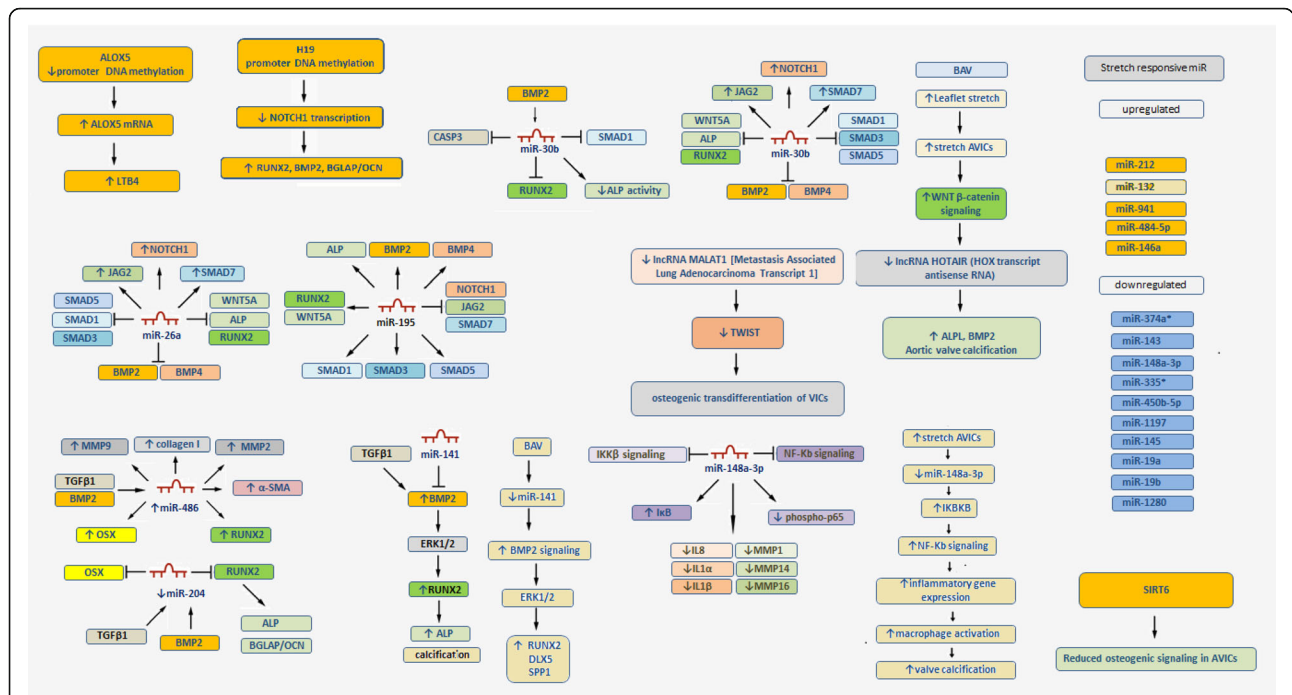 ALOX5
↓promoter DNA methylation
↑ ALOX5 mRNA
↑ LTB4
H19
promoter DNA methylation
↓ NOTCH1 transcription
↑ RUNX2, BMP2, BGLAP/OCN
BMP2
CASP3
miR-30b
SMAD1
RUNX2
↓ALP activity
↑NOTCH1
↑ JAG2
↑SMAD7
WNT5A
ALP
RUNX2
miR-30b
SMAD1
SMAD3
SMAD5
BMP2
BMP4
BAV
↑Leaflet stretch
↑stretch AVICs
↑WNT β-catenin
signaling
↓ lncRNA HOTAIR (HOX transcript
antisense RNA)
↑ ALPL, BMP2
Aortic valve calcification
Stretch responsive miR
upregulated
miR-212
miR-132
miR-941
miR-484-5p
miR-146a
downregulated
miR-374a*
miR-143
miR-148a-3p
miR-335*
miR-450b-5p
miR-1197
miR-145
miR-19a
miR-19b
miR-1280
↑NOTCH1
↑ JAG2
↑SMAD7
SMAD5
SMAD1
SMAD3
miR-26a
WNT5A
ALP
RUNX2
BMP2
BMP4
ALP
BMP2
BMP4
RUNX2
WNT5A
miR-195
NOTCH1
JAG2
SMAD7
SMAD1
SMAD3
SMAD5
↓ lncRNA MALAT1 [Metastasis Associated
Lung Adenocarcinoma Transcript 1]
↓ TWIST
osteogenic transdifferentiation of VICs
↑ MMP9
↑ collagen I
↑ MMP2
TGFβ1
BMP2
↑miR-486
↑ α-SMA
↑ OSX
↑ RUNX2
OSX
↓miR-204
RUNX2
TGFβ1
BMP2
ALP
BGLAP/OCN
TGFβ1
miR-141
↑BMP2
ERK1/2
↑RUNX2
↑ ALP
calcification
BAV
↓miR-141
↑ BMP2 signaling
ERK1/2
↑ RUNX2
DLX5
SPP1
IKKβ signaling
miR-148a-3p
NF-Kb signaling
↑ IκB
↓ phospho-p65
↓IL8
↓MMP1
↓IL1α
↓MMP14
↓IL1β
↓MMP16
↑stretch AVICs
↓miR-148a-3p
↑IKBKB
↑NF-Kb signaling
↑inflammatory gene
expression
↑macrophage activation
↑valve calcification
SIRT6
Reduced osteogenic signaling in AVICs